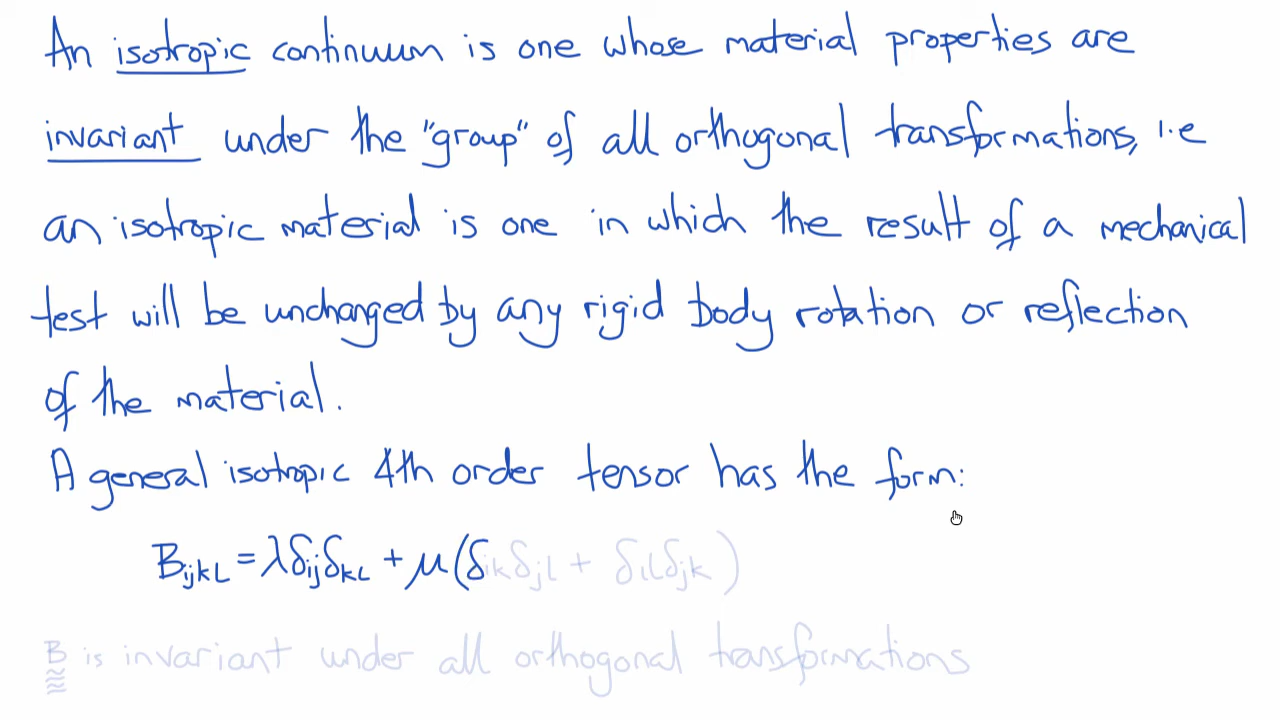 An isotropic continuum is one whose material properties are
invariant under the "group" of all orthogonal transformations, i.e
an isotropic material is one in which the result of a mechanical
test will be unchanged by any rigid body rotation or reflection
of the material.
A general isotropic 4th order tensor has the form:
B_ijkl = λδ_ij δ_kl + μ(δ_ik δ_jl + δ_il δ_jk)
B is invariant under all orthogonal transformations